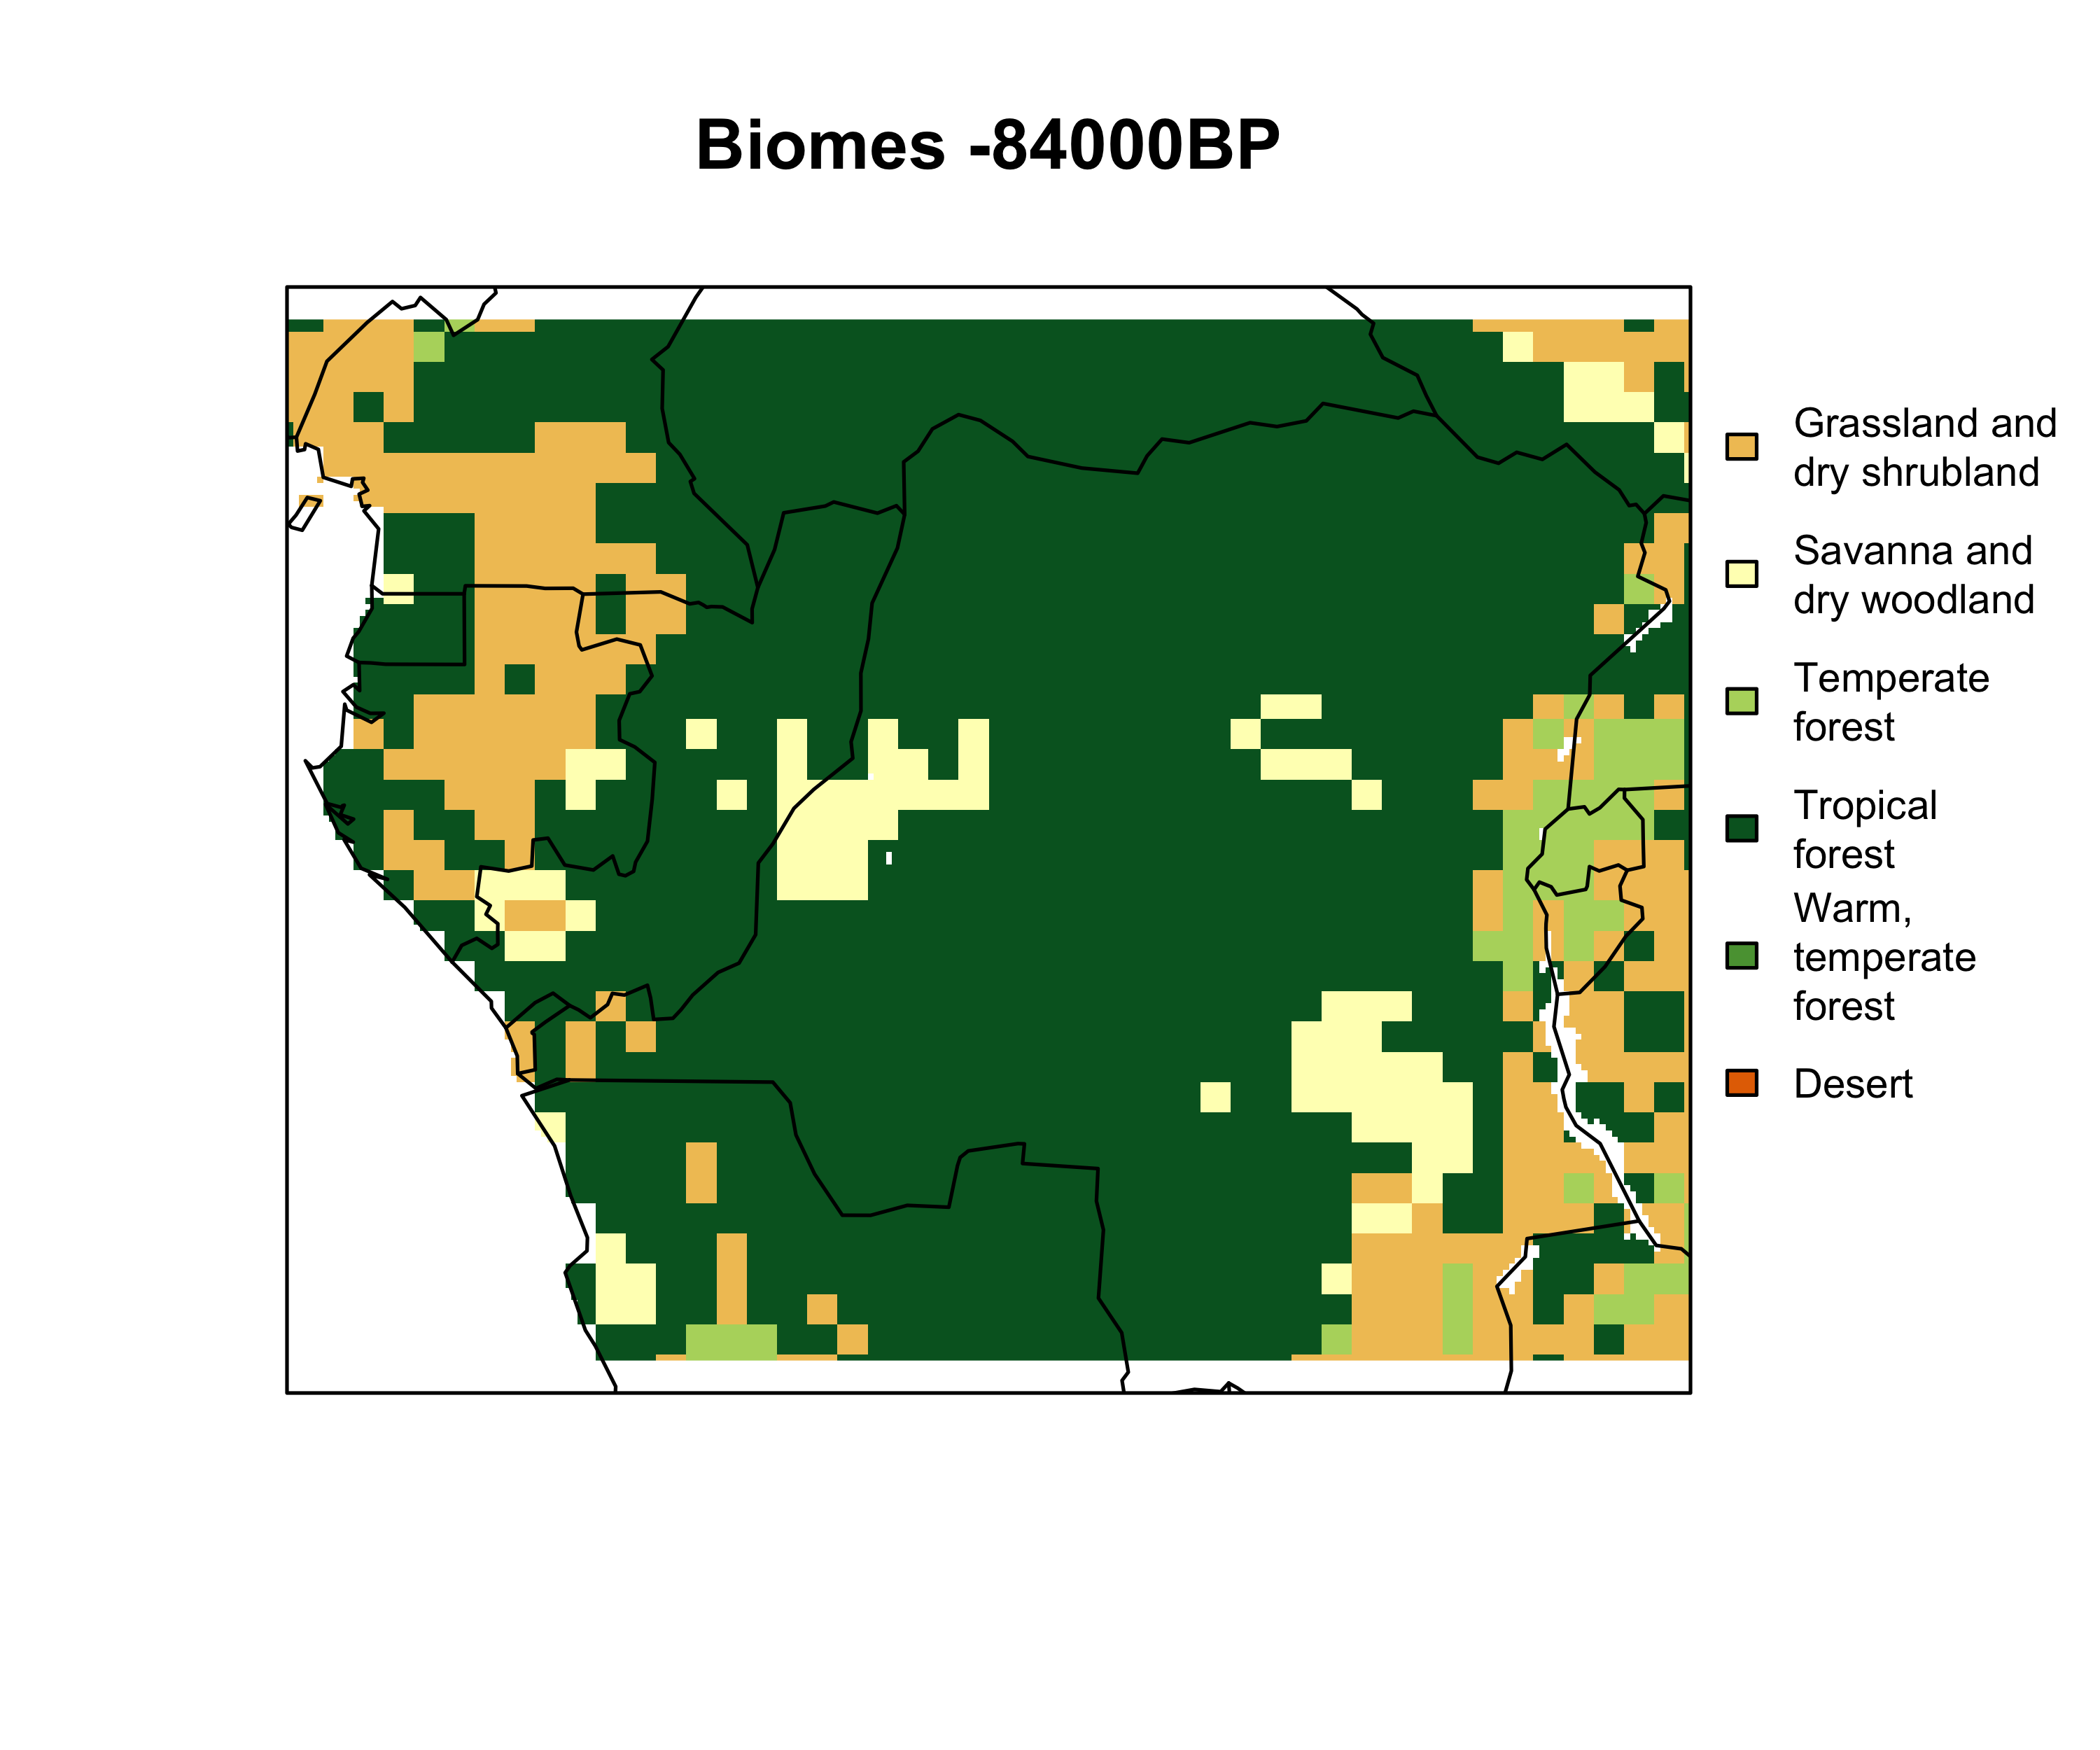 Biomes -84000BP
Grassland and
dry shrubland
Savanna and
dry woodland
Temperate
forest
Tropical
forest
Warm,
temperate
forest
Desert